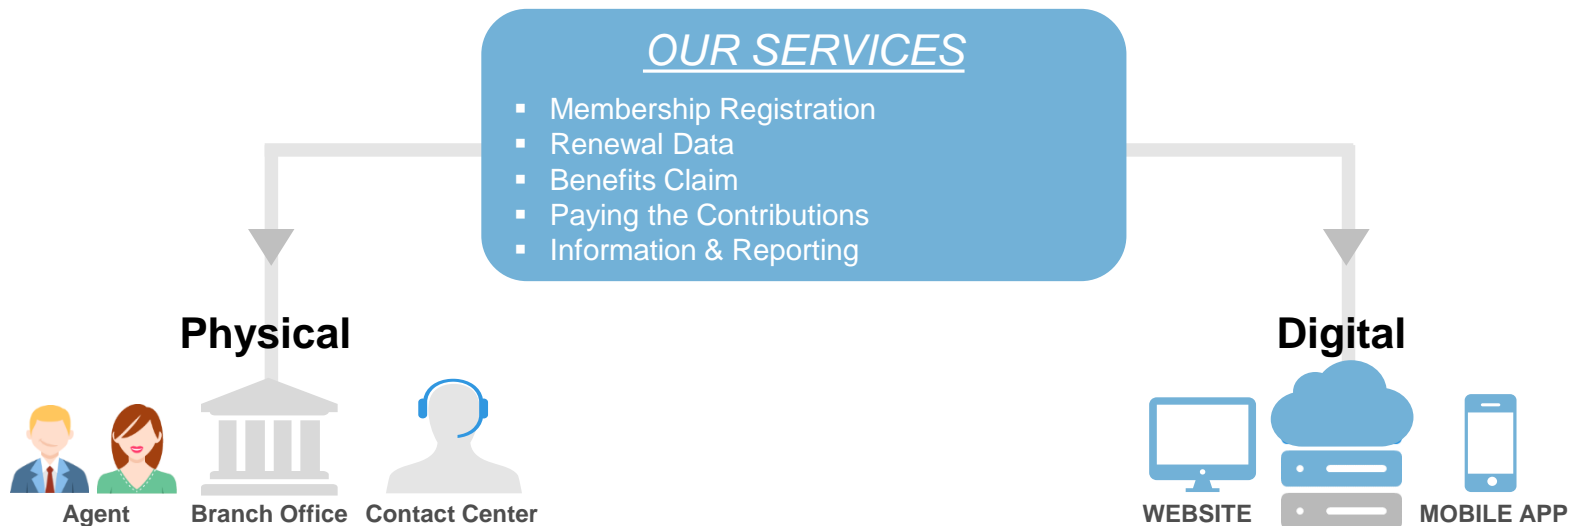 OUR SERVICES
▪ Membership Registration
▪ Renewal Data
▪ Benefits Claim
▪ Paying the Contributions
▪ Information & Reporting
Physical
Digital
Agent
Branch Office
Contact Center
WEBSITE
MOBILE APP